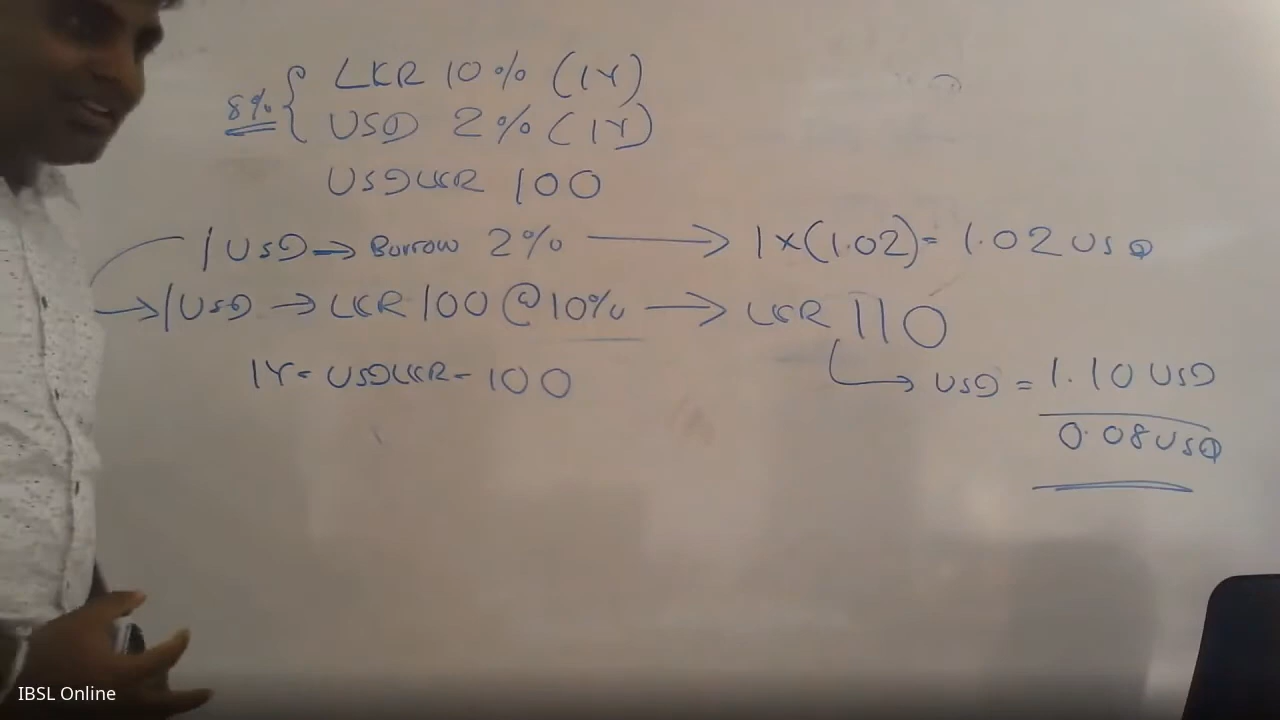 LKR 10% (1Y)
8% { USD 2% (1Y)
USDLKR 100
1 USD → Borrow 2% → 1×(1.02) = 1.02 USD
→ 1 USD → LKR 100 @ 10% → LKR 110
1Y = USDLKR - 100
→ USD = 1.10 USD
0.08 USD
IBSL Online